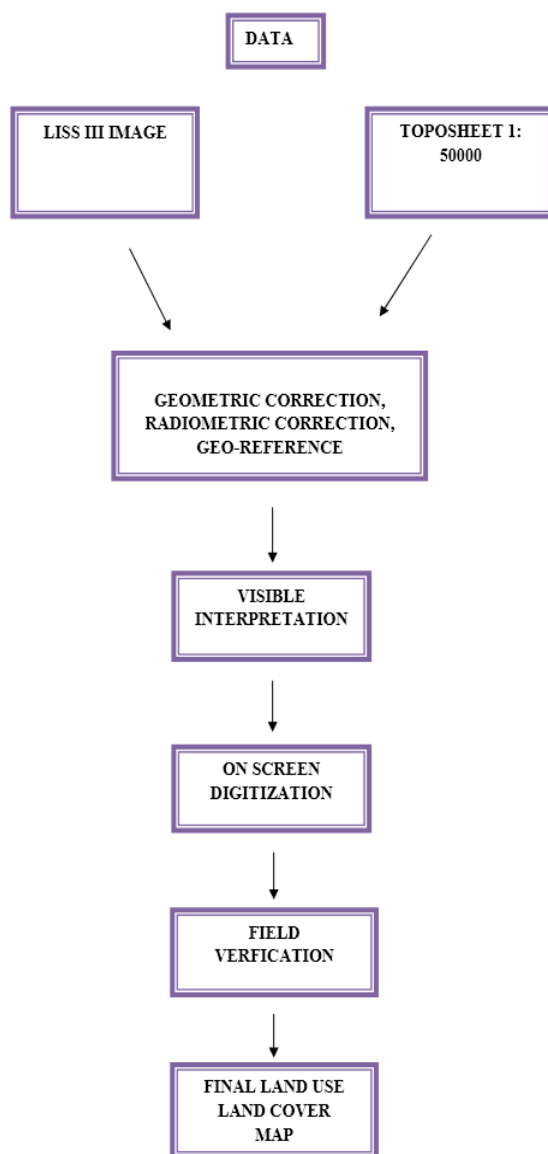 DATA
LISS III IMAGE
TOPOSHEET 1:
50000
GEOMETRIC CORRECTION,
RADIOMETRIC CORRECTION,
GEO-REFERENCE
VISIBLE
INTERPRETATION
ON SCREEN
DIGITIZATION
FIELD
VERFICATION
FINAL LAND USE
LAND COVER
MAP